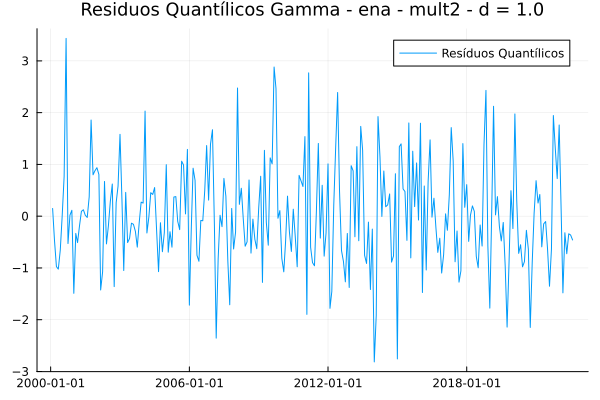 Resíduos Quantílicos Gamma - ena - mult2 - d = 1.0
Resíduos Quantílicos
3
2
1
0
−1
−2
−3
2000-01-01 2006-01-01 2012-01-01 2018-01-01